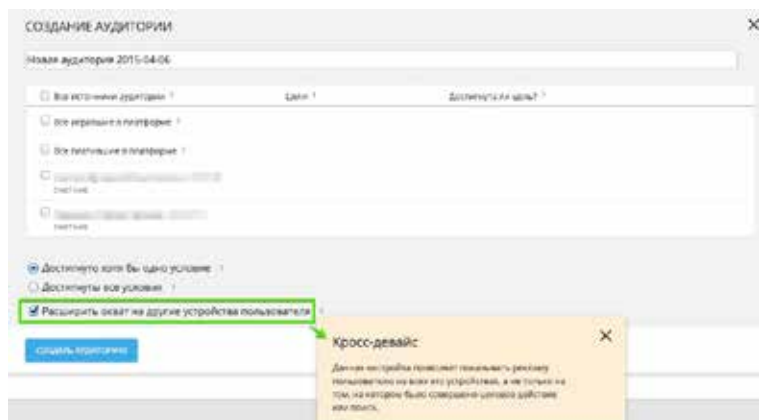 СОЗДАНИЕ АУДИТОРИИ
Новая аудитория 2015-04-06
Все источники аудитории ? Цели ? Достигнута ли цель? ?
Все игравшие в платформе ?
Все платившие в платформе ?
счетчик
счетчик
Достигнуто хотя бы одно условие ?
Достигнуты все условия ?
Расширить охват на другие устройства пользователя ?
СОЗДАТЬ АУДИТОРИЮ
Кросс-девайс
Данная настройка позволяет показывать рекламу
пользователю на всех его устройствах, а не только на
том, на котором было совершено целевое действие
или поиск.